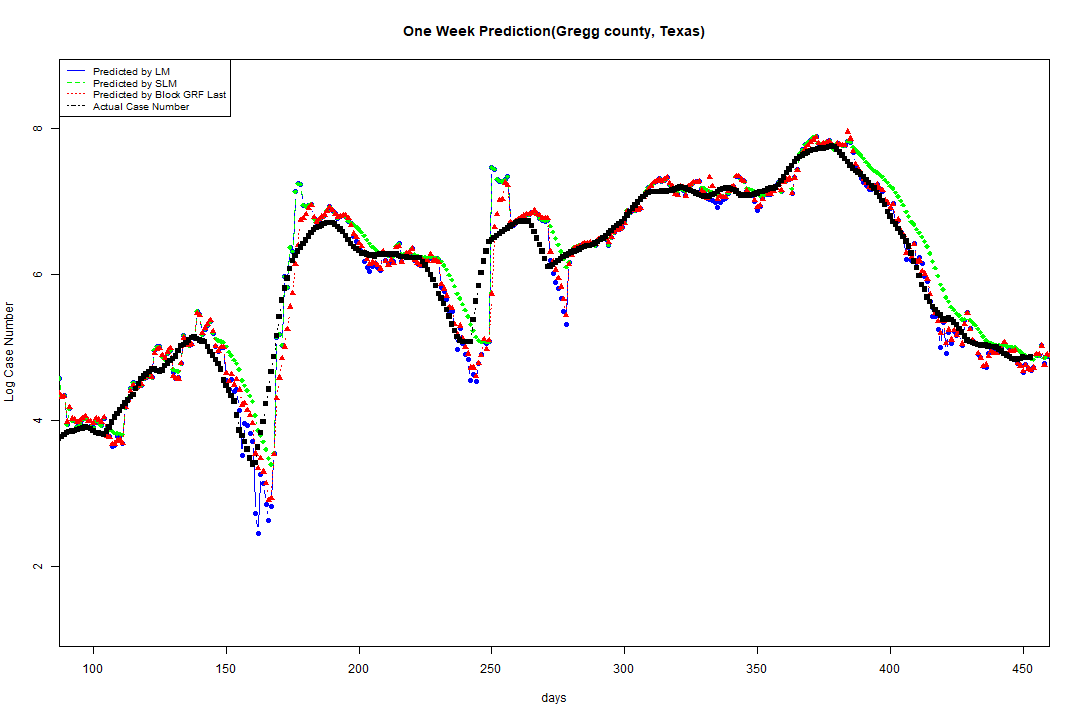 One Week Prediction(Gregg county, Texas)
Predicted by LM
Predicted by SLM
Predicted by Block GRF Last
Actual Case Number
8
6
4
2
Log Case Number
100 150 200 250 300 350 400 450
days